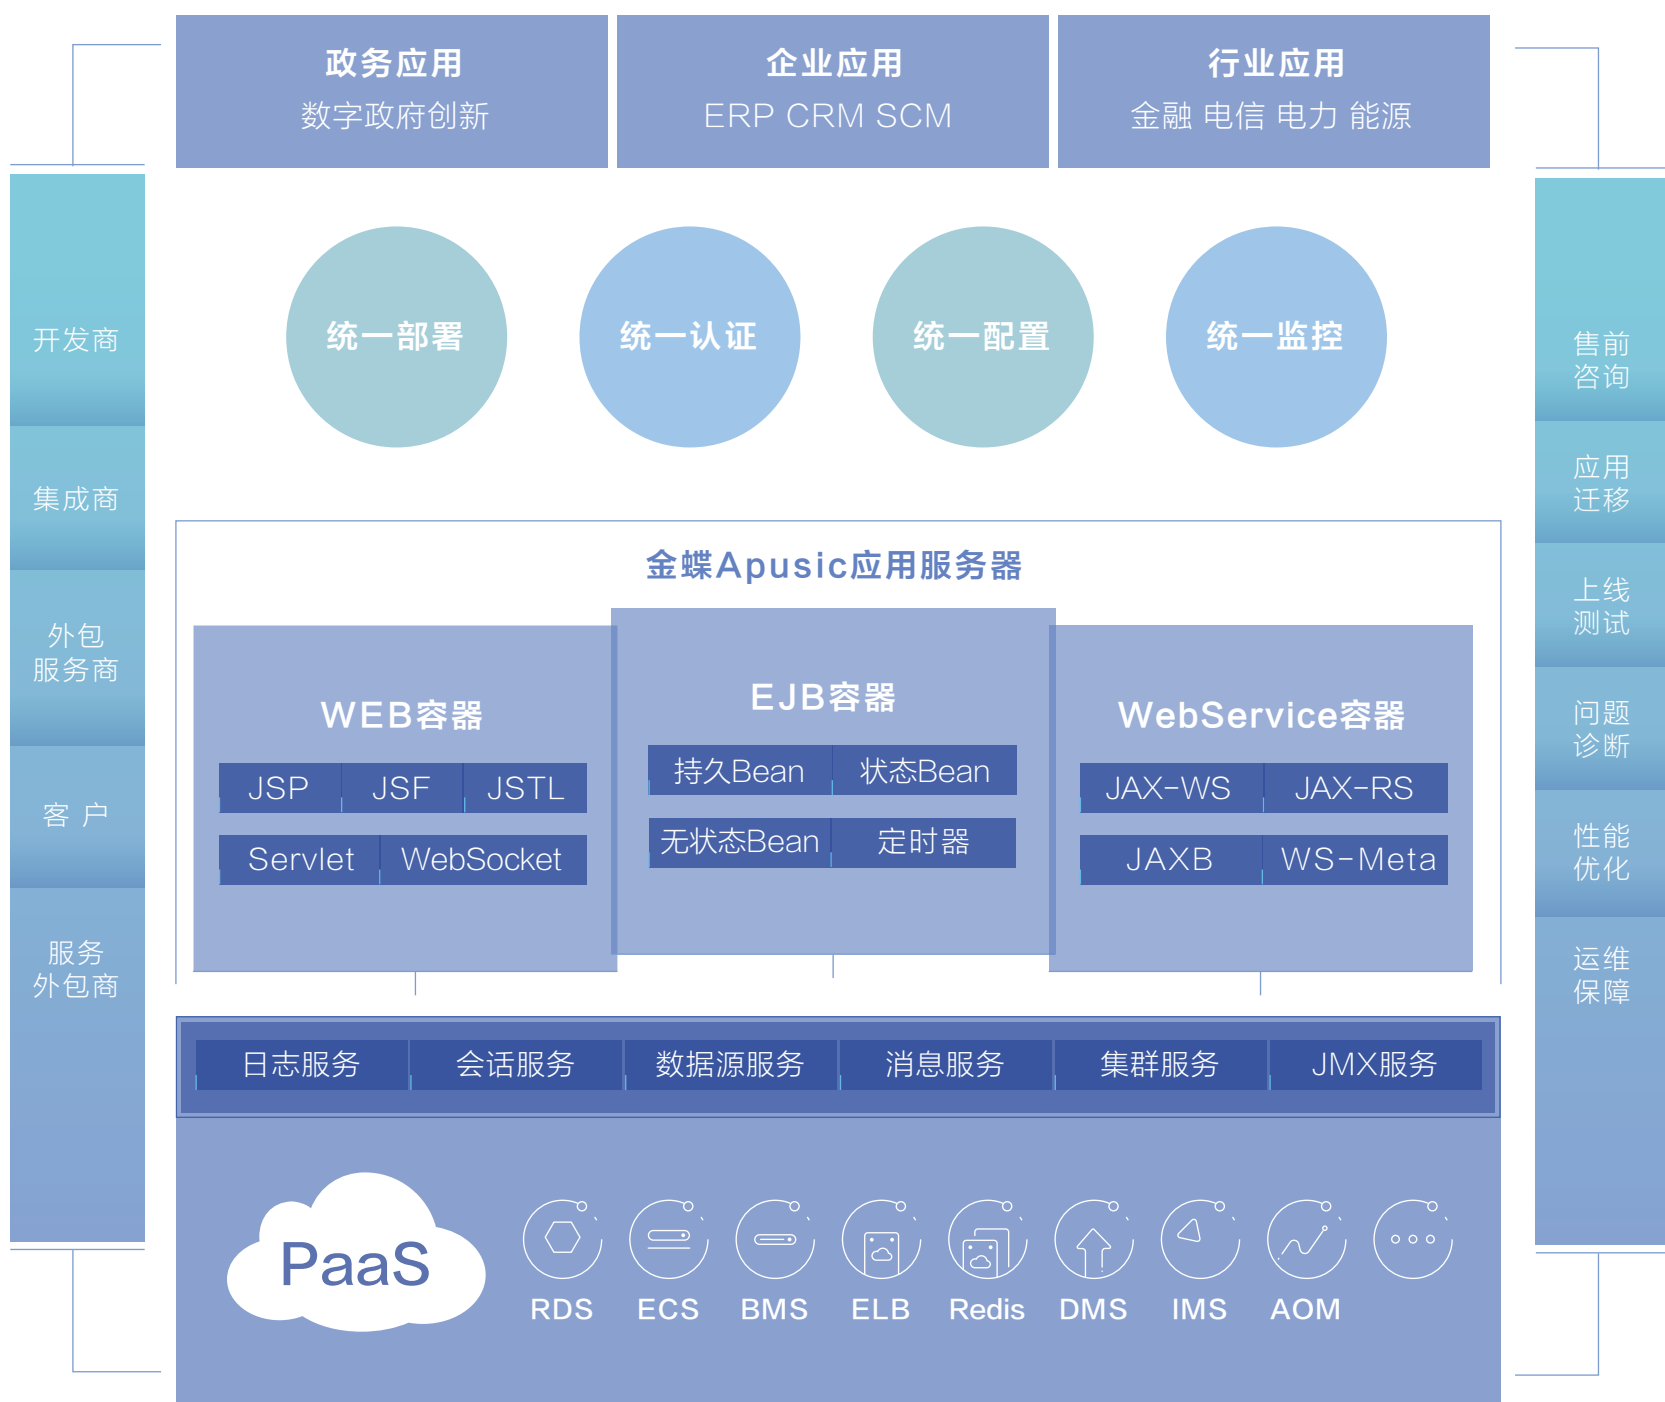 政务应用
数字政府创新
企业应用
ERP CRM SCM
行业应用
金融 电信 电力 能源
开发商
集成商
外包
服务商
客 户
服务
外包商
统一部署
统一认证
统一配置
统一监控
金蝶Apusic应用服务器
WEB容器
JSP
JSF
JSTL
Servlet
WebSocket
EJB容器
持久Bean
状态Bean
无状态Bean
定时器
WebService容器
JAX-WS
JAX-RS
JAXB
WS-Meta
日志服务
会话服务
数据源服务
消息服务
集群服务
JMX服务
PaaS
RDS
ECS
BMS
ELB
Redis
DMS
IMS
AOM
售前
咨询
应用
迁移
上线
测试
问题
诊断
性能
优化
运维
保障